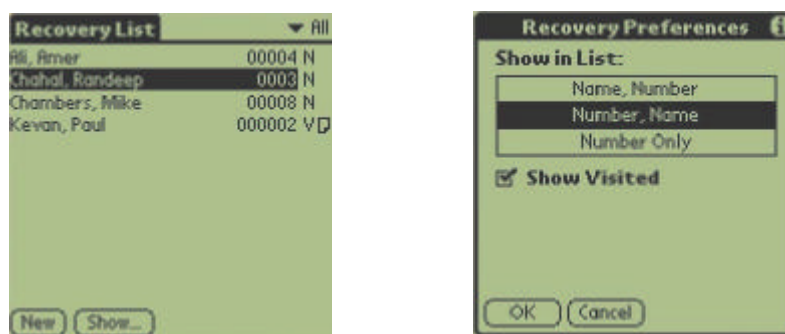 Recovery List All
Ali, Amer 00004 N
Chahal, Randeep 0003 N
Chambers, Mike 00008 N
Kevan, Paul 000002 V
New Show...
Recovery Preferences i
Show in List:
Name, Number
Number, Name
Number Only
Show Visited
OK Cancel